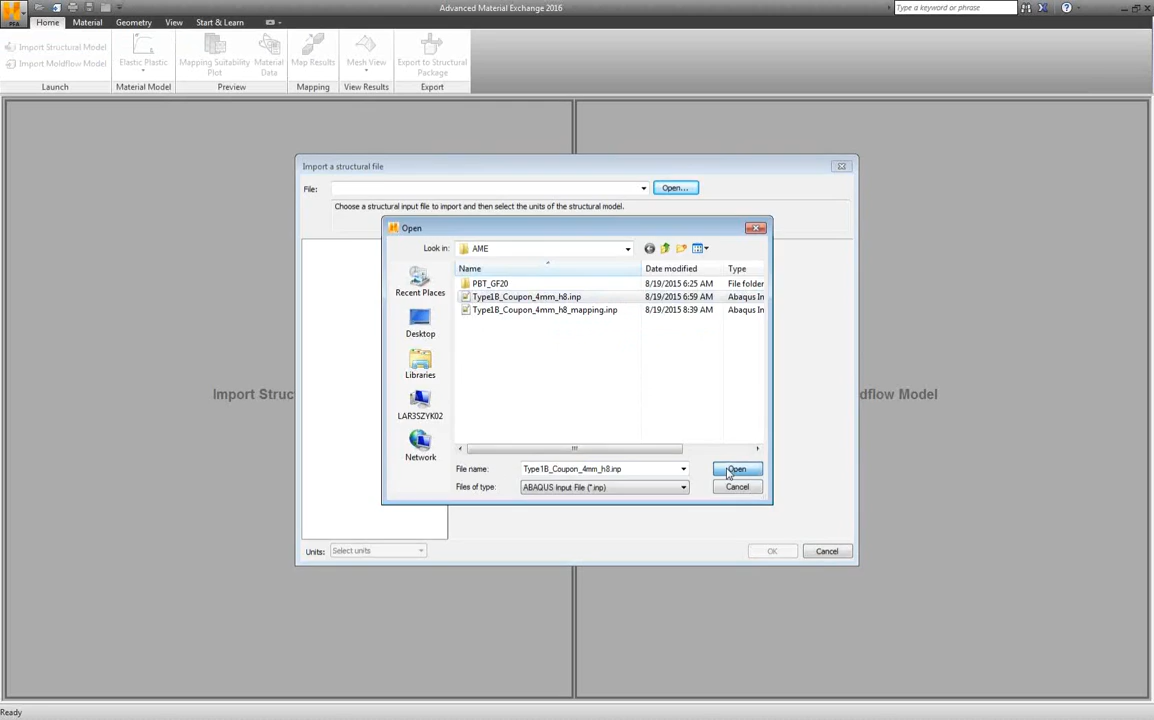 Advanced Material Exchange 2016
Type a keyword or phrase
PEA
Home Material Geometry View Start & Learn
Import Structural Model
Import Moldflow Model
Elastic Plastic
Mapping Suitability Plot
Material Data
Map Results
Mesh View
Export to Structural Package
Launch Material Model Preview Mapping View Results Export
Import a structural file
File: Open...
Choose a structural input file to import and then select the units of the structural model.
Open
Look in: AME
Name Date modified Type
PBT_GF20 8/19/2015 6:25 AM File folder
Type1B_Coupon_4mm_h8.inp 8/19/2015 6:59 AM Abaqus In
Type1B_Coupon_4mm_h8_mapping.inp 8/19/2015 8:39 AM Abaqus In
Recent Places
Desktop
Libraries
LAR3SZYK02
Network
Import Struc
dflow Model
File name: Type1B_Coupon_4mm_h8.inp Open
Files of type: ABAQUS Input File (*.inp) Cancel
Units: Select units OK Cancel
Ready